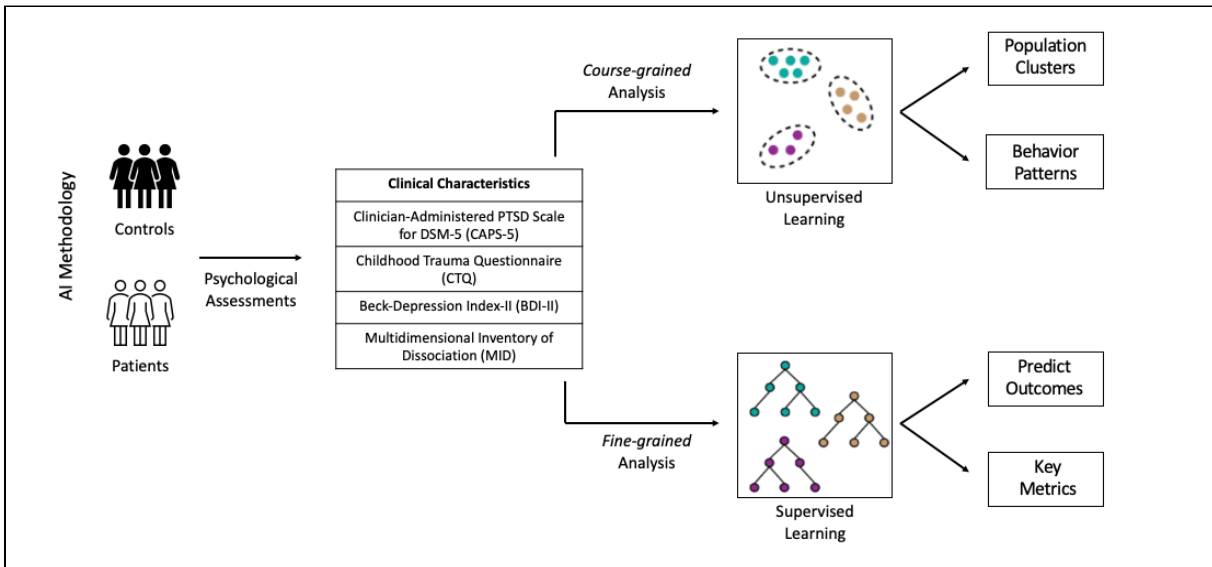 AI Methodology
Controls
Patients
Psychological
Assessments
Clinical Characteristics
Clinician-Administered PTSD Scale
for DSM-5 (CAPS-5)
Childhood Trauma Questionnaire
(CTQ)
Beck-Depression Index-II (BDI-II)
Multidimensional Inventory of
Dissociation (MID)
Course-grained
Analysis
Unsupervised
Learning
Population
Clusters
Behavior
Patterns
Fine-grained
Analysis
Supervised
Learning
Predict
Outcomes
Key
Metrics